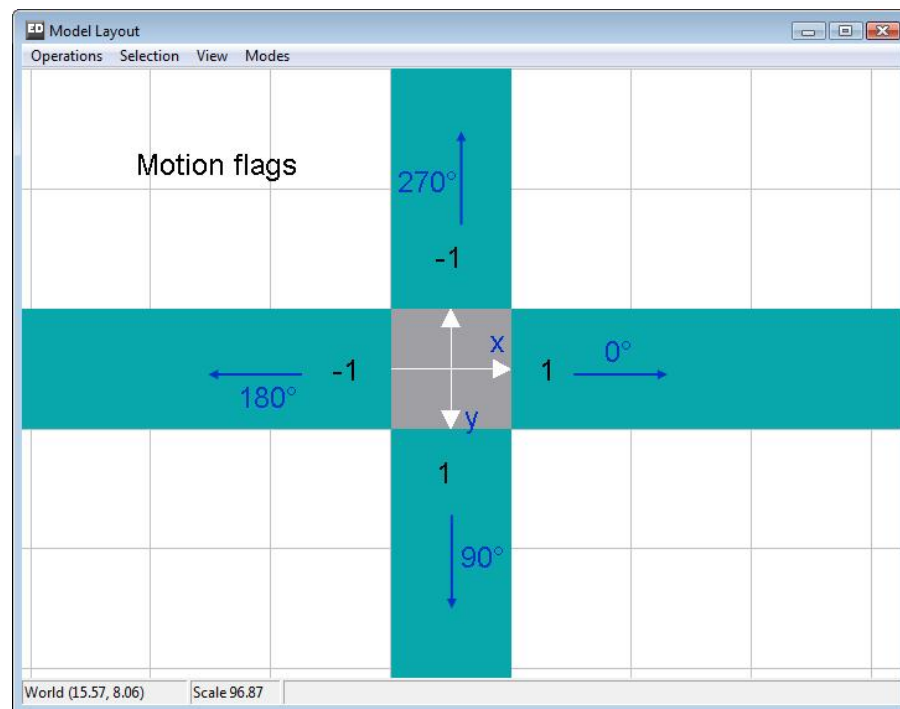 ED Model Layout
Operations Selection View Modes
Motion flags
270°
-1
x
0°
-1
1
180°
y
1
90°
World (15.57, 8.06) Scale 96.87